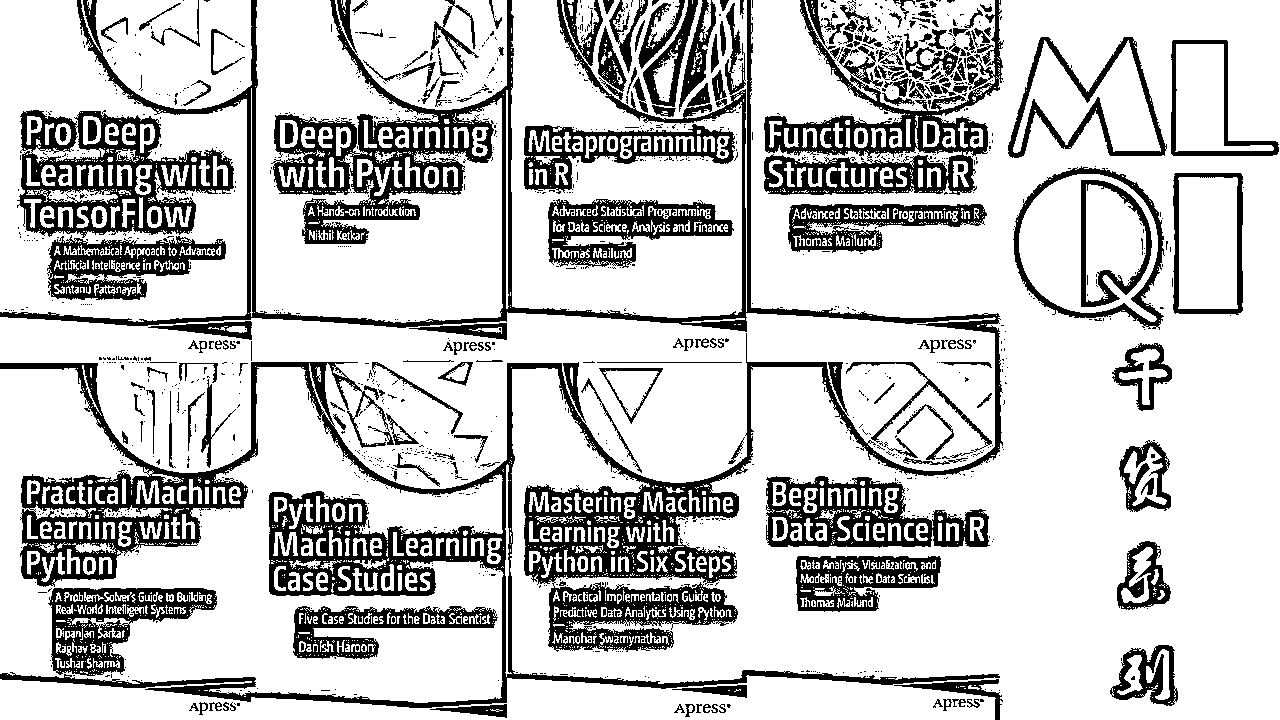 Pro Deep
Learning with
TensorFlow
A Mathematical Approach to Advanced
Artificial Intelligence in Python
Santanu Pattanayak
Apress®
Deep Learning
with Python
A Hands-on Introduction
Nikhil Ketkar
Apress®
Metaprogramming
in R
Advanced Statistical Programming
for Data Science, Analysis and Finance
Thomas Mailund
Apress®
Functional Data
Structures in R
Advanced Statistical Programming in R
Thomas Mailund
Apress®
Practical Machine
Learning with
Python
A Problem-Solver's Guide to Building
Real-World Intelligent Systems
Dipanjan Sarkar
Raghav Bali
Tushar Sharma
Apress®
Python
Machine Learning
Case Studies
Five Case Studies for the Data Scientist
Danish Haroon
Apress®
Mastering Machine
Learning with
Python in Six Steps
A Practical Implementation Guide to
Predictive Data Analytics Using Python
Manohar Swamynathan
Apress®
Beginning
Data Science in R
Data Analysis, Visualization, and
Modelling for the Data Scientist
Thomas Mailund
Apress®
ML
QI
干
货
系
列